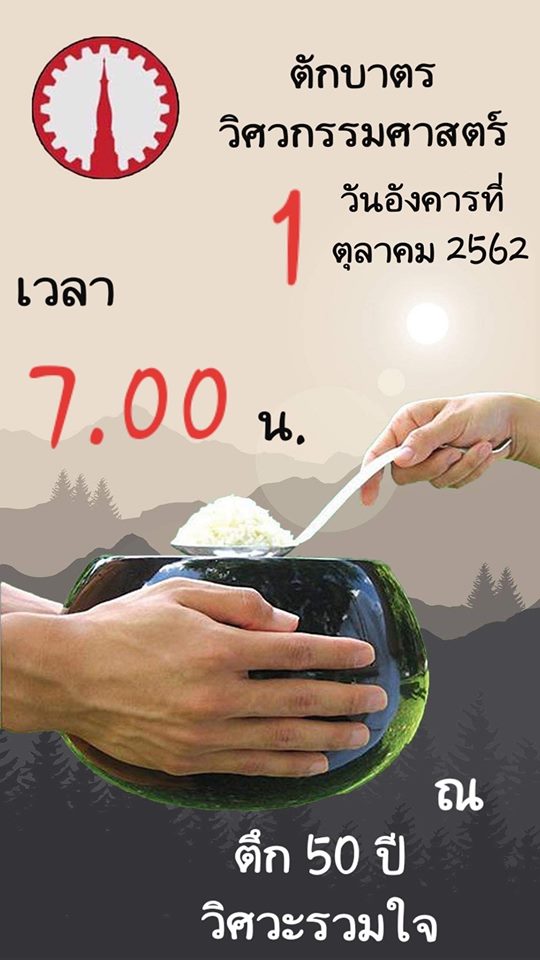 ตักบาตร
วิศวกรรมศาสตร์
วันอังคารที่
1 ตุลาคม 2562
เวลา
7.00 น.
ณ
ตึก 50 ปี
วิศวะรวมใจ